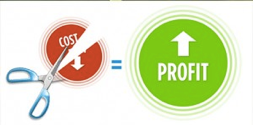 COST
=
PROFIT